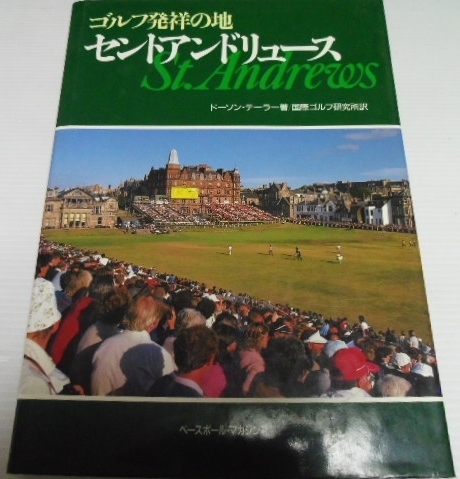 ゴルフ発祥の地
セントアンドリュース
St. Andrews
ドーソン・テーラー著 国際ゴルフ研究所訳
ベースボール・マガジン